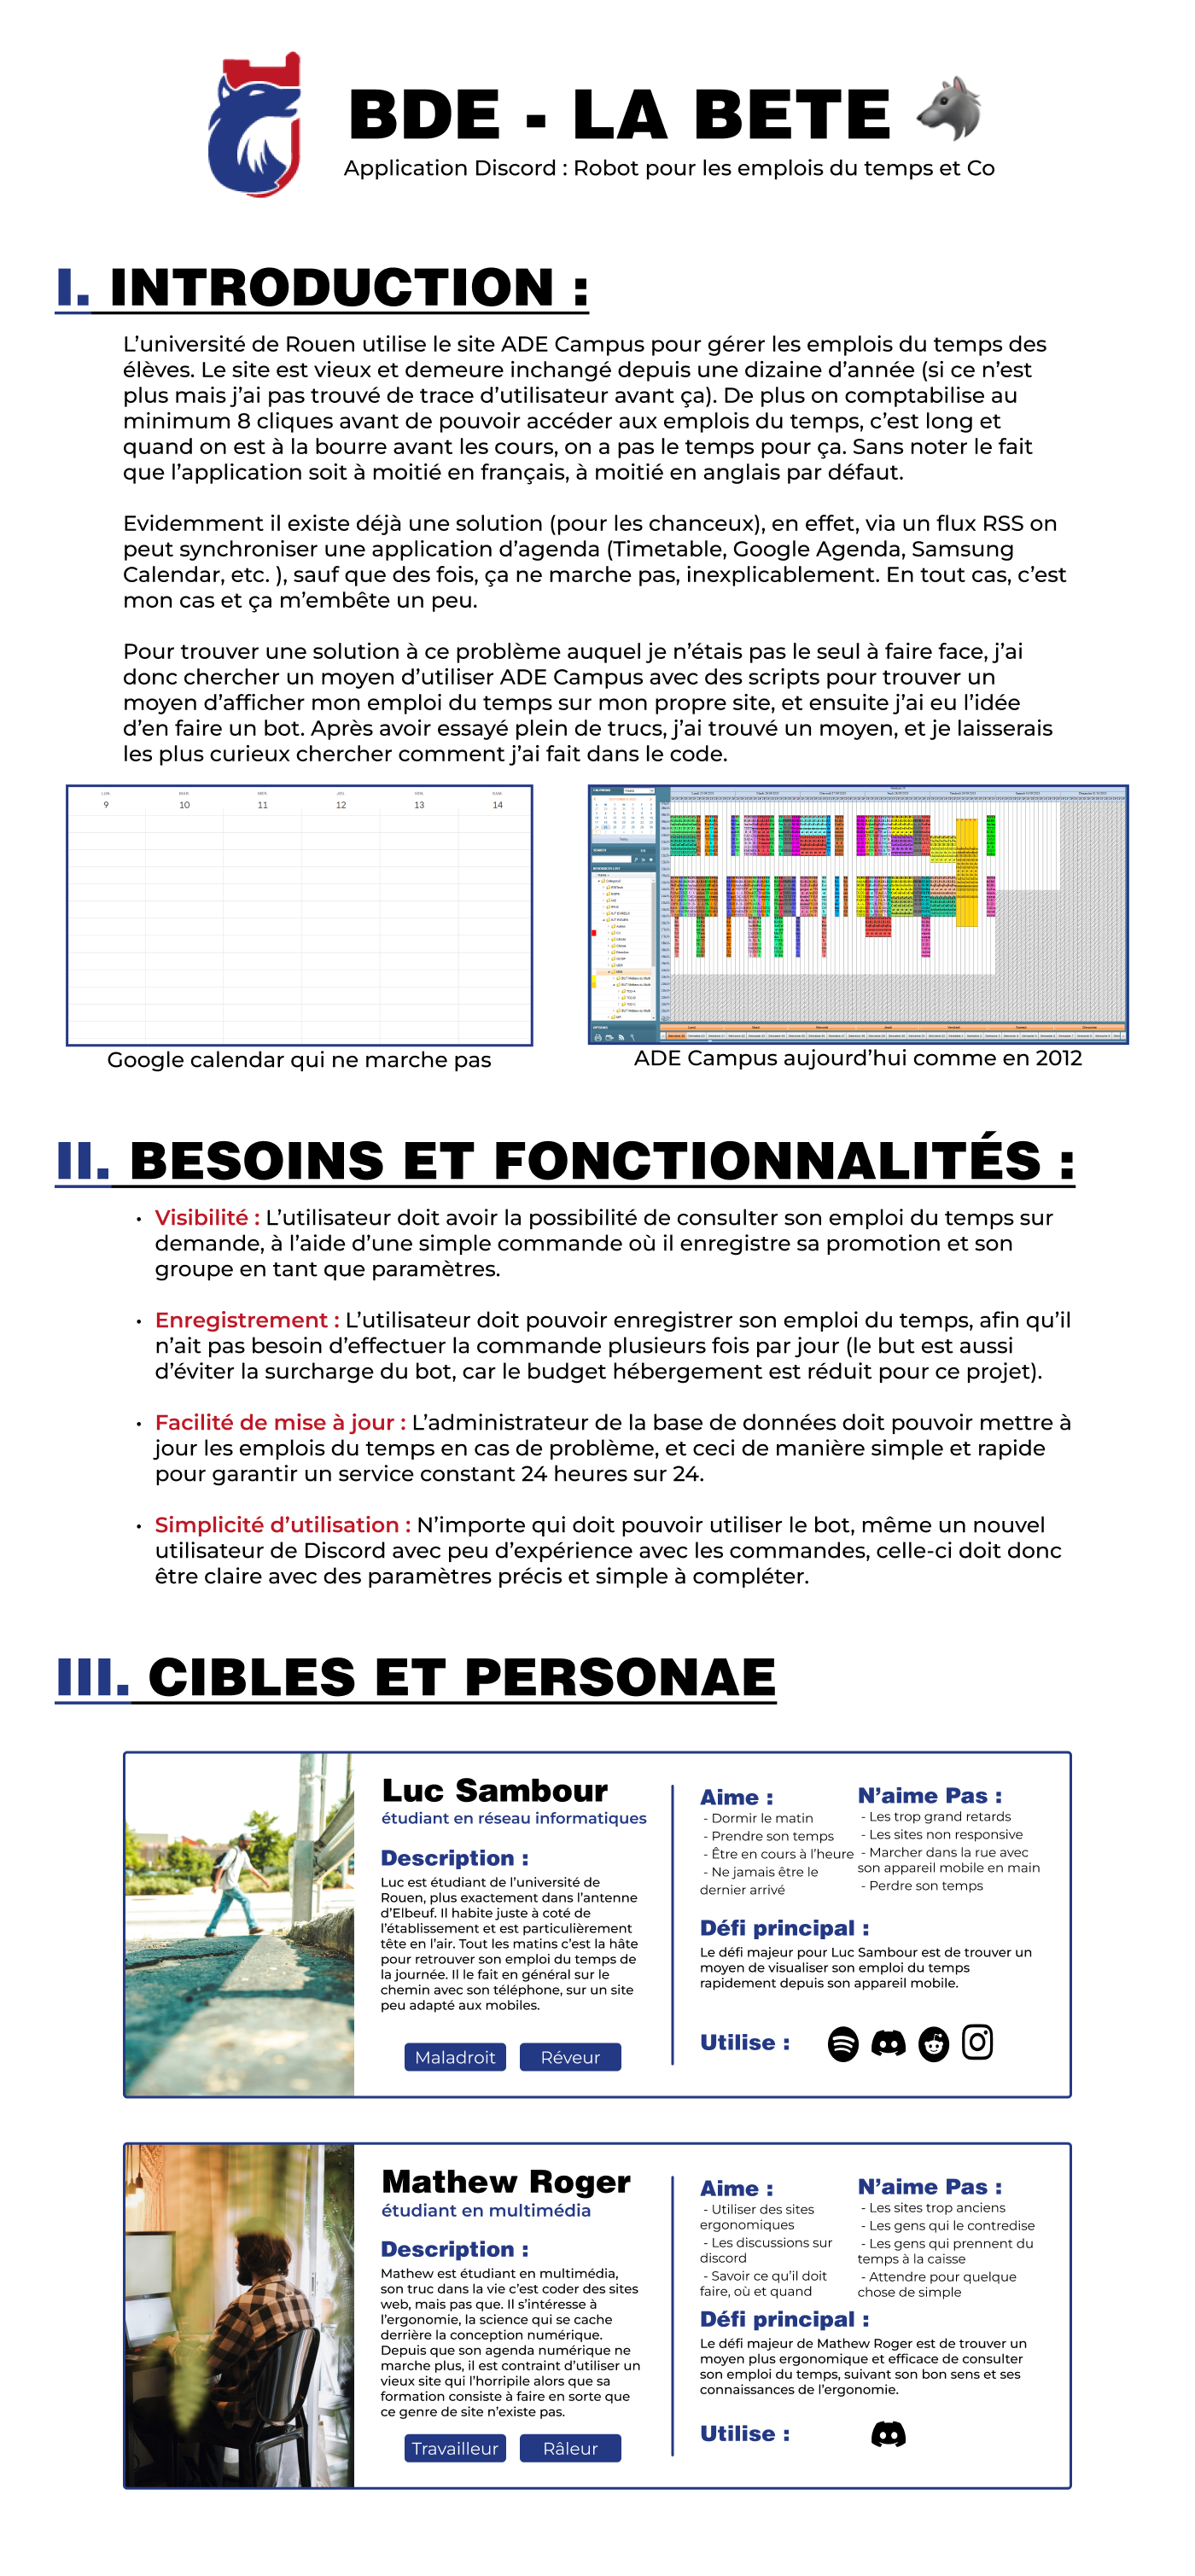 BDE - LA BETE
Application Discord : Robot pour les emplois du temps et Co
I. INTRODUCTION :
L’université de Rouen utilise le site ADE Campus pour gérer les emplois du temps des
élèves. Le site est vieux et demeure inchangé depuis une dizaine d’année (si ce n’est
plus mais j’ai pas trouvé de trace d’utilisateur avant ça). De plus on comptabilise au
minimum 8 cliques avant de pouvoir accéder aux emplois du temps, c’est long et
quand on est à la bourre avant les cours, on a pas le temps pour ça. Sans noter le fait
que l’application soit à moitié en français, à moitié en anglais par défaut.
Evidemment il existe déjà une solution (pour les chanceux), en effet, via un flux RSS on
peut synchroniser une application d’agenda (Timetable, Google Agenda, Samsung
Calendar, etc. ), sauf que des fois, ça ne marche pas, inexplicablement. En tout cas, c’est
mon cas et ça m’embête un peu.
Pour trouver une solution à ce problème auquel je n’étais pas le seul à faire face, j’ai
donc chercher un moyen d’utiliser ADE Campus avec des scripts pour trouver un
moyen d’afficher mon emploi du temps sur mon propre site, et ensuite j’ai eu l’idée
d’en faire un bot. Après avoir essayé plein de trucs, j’ai trouvé un moyen, et je laisserais
les plus curieux chercher comment j’ai fait dans le code.
LUN. MAR. MER. JEU. VEN. SAM.
9 10 11 12 13 14
Google calendar qui ne marche pas
ADE Campus aujourd’hui comme en 2012
II. BESOINS ET FONCTIONNALITÉS :
• Visibilité : L’utilisateur doit avoir la possibilité de consulter son emploi du temps sur
demande, à l’aide d’une simple commande où il enregistre sa promotion et son
groupe en tant que paramètres.
• Enregistrement : L’utilisateur doit pouvoir enregistrer son emploi du temps, afin qu’il
n’ait pas besoin d’effectuer la commande plusieurs fois par jour (le but est aussi
d’éviter la surcharge du bot, car le budget hébergement est réduit pour ce projet).
• Facilité de mise à jour : L’administrateur de la base de données doit pouvoir mettre à
jour les emplois du temps en cas de problème, et ceci de manière simple et rapide
pour garantir un service constant 24 heures sur 24.
• Simplicité d’utilisation : N’importe qui doit pouvoir utiliser le bot, même un nouvel
utilisateur de Discord avec peu d’expérience avec les commandes, celle-ci doit donc
être claire avec des paramètres précis et simple à compléter.
III. CIBLES ET PERSONAE
Luc Sambour
étudiant en réseau informatiques
Description :
Luc est étudiant de l’université de
Rouen, plus exactement dans l’antenne
d’Elbeuf. Il habite juste à coté de
l’établissement et est particulièrement
tête en l’air. Tout les matins c’est la hâte
pour retrouver son emploi du temps de
la journée. Il le fait en général sur le
chemin avec son téléphone, sur un site
peu adapté aux mobiles.
Maladroit
Réveur
Aime :
- Dormir le matin
- Prendre son temps
- Être en cours à l’heure
- Ne jamais être le
dernier arrivé
N’aime Pas :
- Les trop grand retards
- Les sites non responsive
- Marcher dans la rue avec
son appareil mobile en main
- Perdre son temps
Défi principal :
Le défi majeur pour Luc Sambour est de trouver un
moyen de visualiser son emploi du temps
rapidement depuis son appareil mobile.
Utilise :
Mathew Roger
étudiant en multimédia
Description :
Mathew est étudiant en multimédia,
son truc dans la vie c’est coder des sites
web, mais pas que. Il s’intéresse à
l’ergonomie, la science qui se cache
derrière la conception numérique.
Depuis que son agenda numérique ne
marche plus, il est contraint d’utiliser un
vieux site qui l’horripile alors que sa
formation consiste à faire en sorte que
ce genre de site n’existe pas.
Travailleur
Râleur
Aime :
- Utiliser des sites
ergonomiques
- Les discussions sur
discord
- Savoir ce qu’il doit
faire, où et quand
N’aime Pas :
- Les sites trop anciens
- Les gens qui le contredise
- Les gens qui prennent du
temps à la caisse
- Attendre pour quelque
chose de simple
Défi principal :
Le défi majeur de Mathew Roger est de trouver un
moyen plus ergonomique et efficace de consulter
son emploi du temps, suivant son bon sens et ses
connaissances de l’ergonomie.
Utilise :